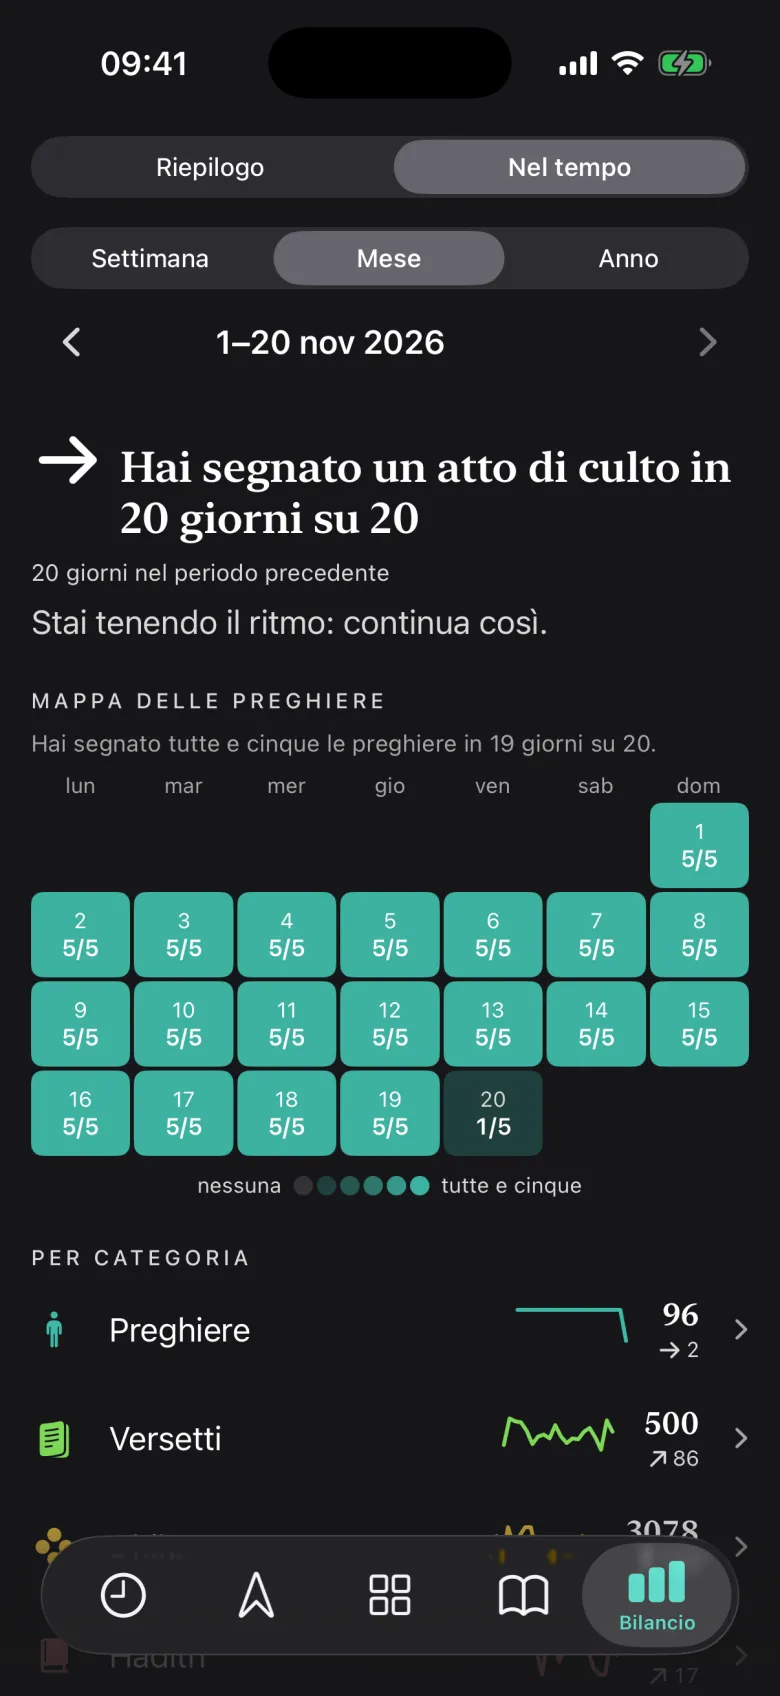 09:41
Riepilogo Nel tempo
Settimana Mese Anno
1–20 nov 2026
Hai segnato un atto di culto in
20 giorni su 20
20 giorni nel periodo precedente
Stai tenendo il ritmo: continua così.
MAPPA DELLE PREGHIERE
Hai segnato tutte e cinque le preghiere in 19 giorni su 20.
lun mar mer gio ven sab dom
1
5/5
2 3 4 5 6 7 8
5/5 5/5 5/5 5/5 5/5 5/5 5/5
9 10 11 12 13 14 15
5/5 5/5 5/5 5/5 5/5 5/5 5/5
16 17 18 19 20
5/5 5/5 5/5 5/5 1/5
nessuna tutte e cinque
PER CATEGORIA
Preghiere 96
→ 2
Versetti 500
↗ 86
3078
Bilancio
Hadith
↗ 17